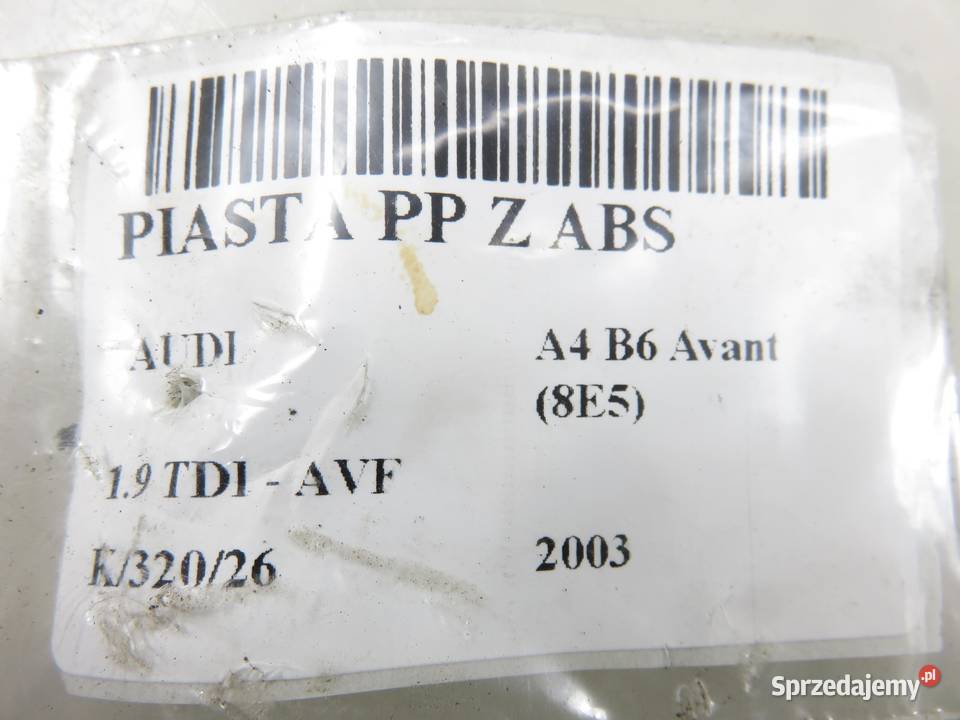 PIASTA PP Z ABS
AUDI
A4 B6 Avant
(8E5)
1.9 TDI - AVF
K/320/26
2003
Sprzedajemy.pl